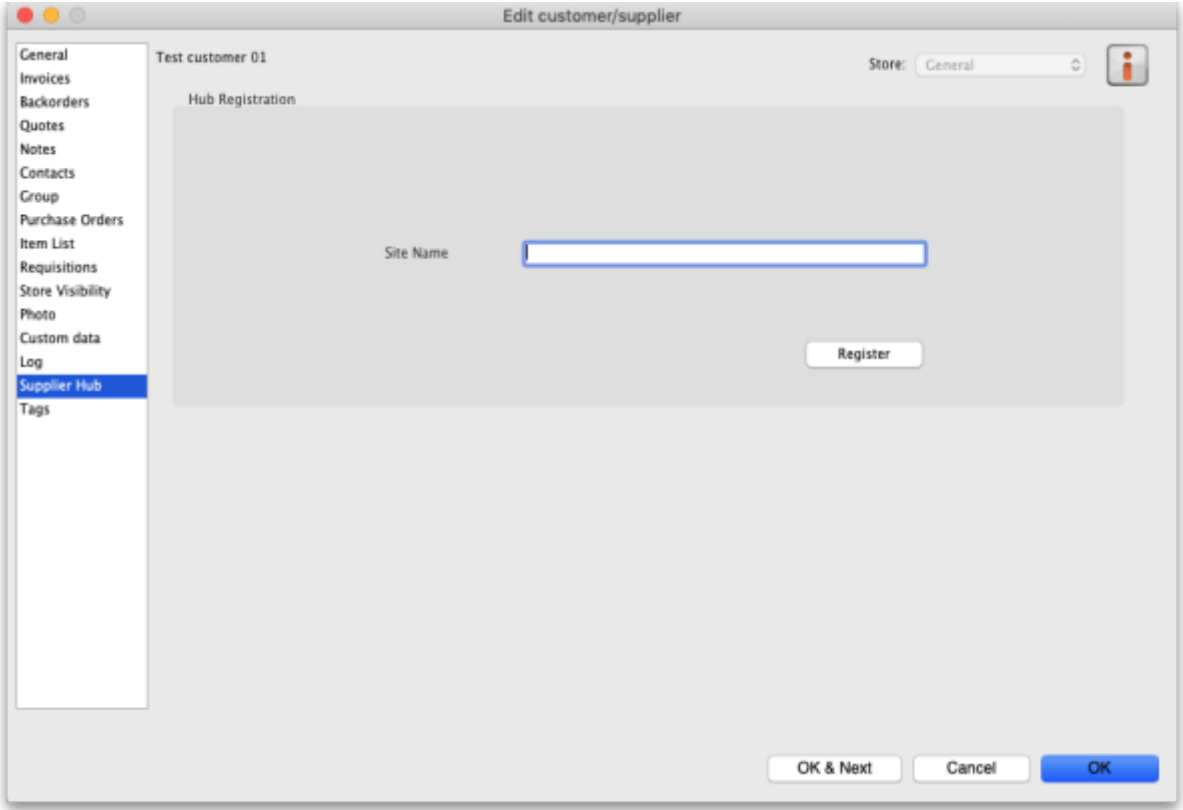 Edit customer/supplier
General
Invoices
Backorders
Quotes
Notes
Contacts
Group
Purchase Orders
Item List
Requisitions
Store Visibility
Photo
Custom data
Log
Supplier Hub
Tags
Test customer 01
Store: General
Hub Registration
Site Name
Register
OK & Next Cancel OK